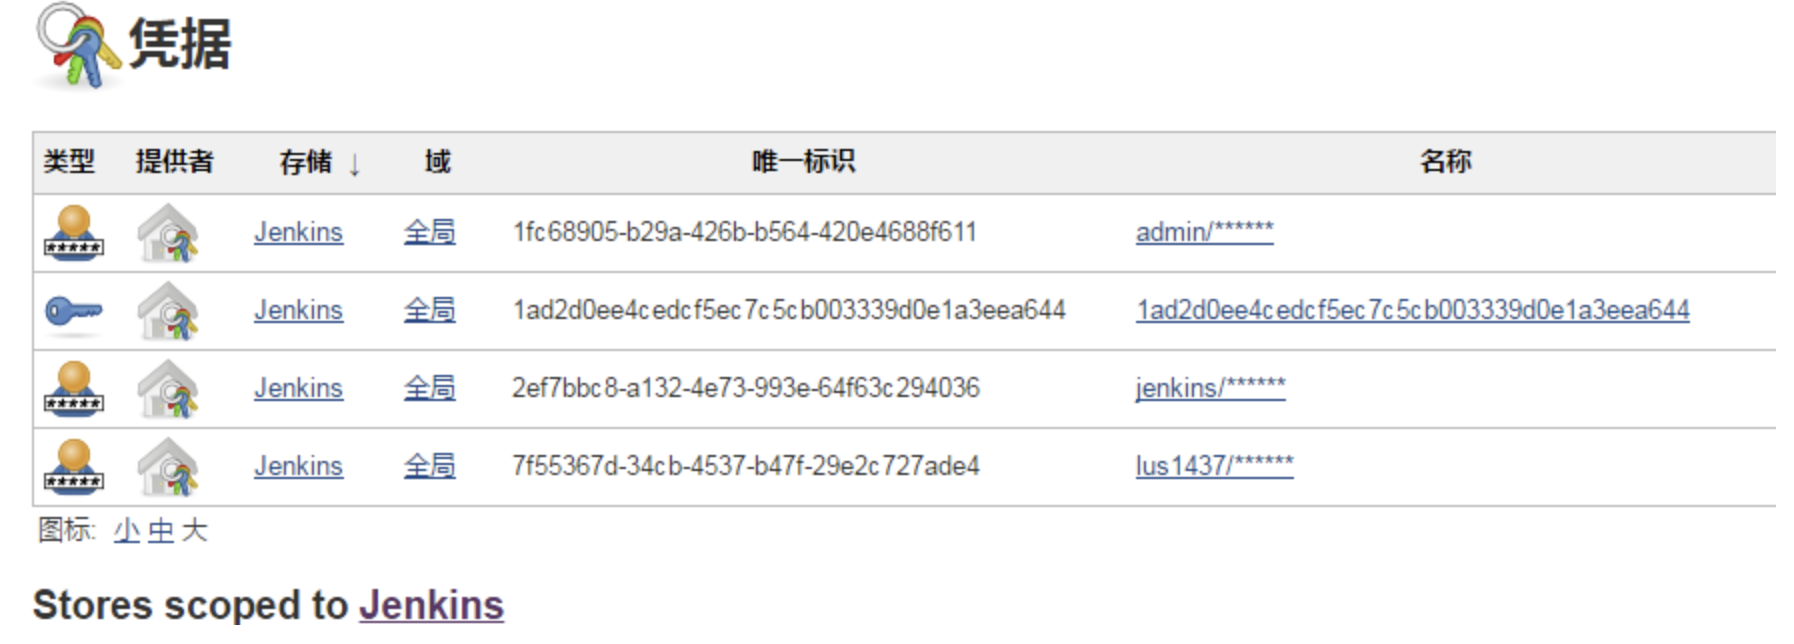 凭据
类型 提供者 存储 ↓ 域 唯一标识 名称
Jenkins 全局 1fc68905-b29a-426b-b564-420e4688f611 admin/******
Jenkins 全局 1ad2d0ee4cedcf5ec7c5cb003339d0e1a3eea644 1ad2d0ee4cedcf5ec7c5cb003339d0e1a3eea644
Jenkins 全局 2ef7bbc8-a132-4e73-993e-64f63c294036 jenkins/******
Jenkins 全局 7f55367d-34cb-4537-b47f-29e2c727ade4 lus1437/******
图标: 小 中 大
Stores scoped to Jenkins